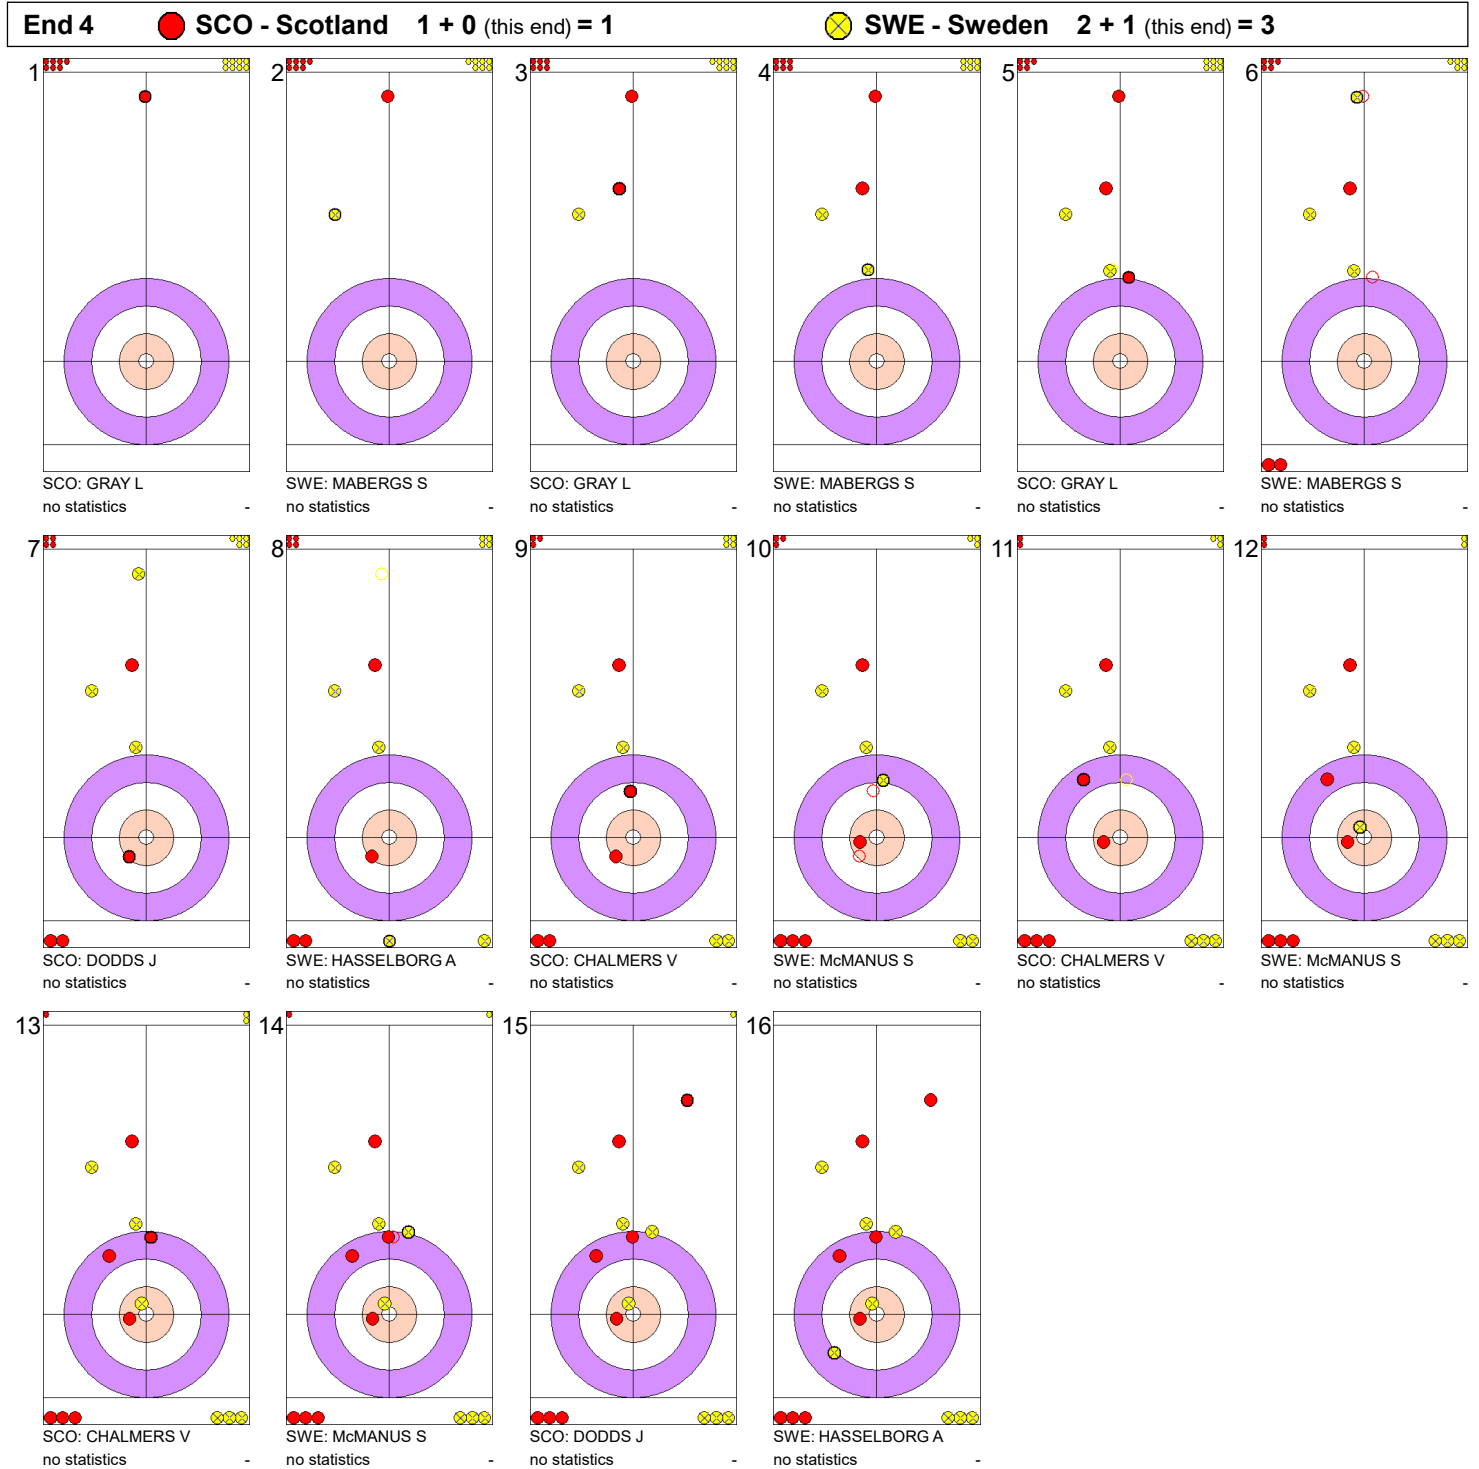 End 4 SCO - Scotland 1 + 0 (this end) = 1 SWE - Sweden 2 + 1 (this end) = 3
1 2 3 4 5 6
SCO: GRAY L SWE: MABERGS S SCO: GRAY L SWE: MABERGS S SCO: GRAY L SWE: MABERGS S
no statistics - no statistics - no statistics - no statistics - no statistics - no statistics -
7 8 9 10 11 12
SCO: DODDS J SWE: HASSELBORG A SCO: CHALMERS V SWE: McMANUS S SCO: CHALMERS V SWE: McMANUS S
no statistics - no statistics - no statistics - no statistics - no statistics - no statistics -
13 14 15 16
SCO: CHALMERS V SWE: McMANUS S SCO: DODDS J SWE: HASSELBORG A
no statistics - no statistics - no statistics - no statistics -